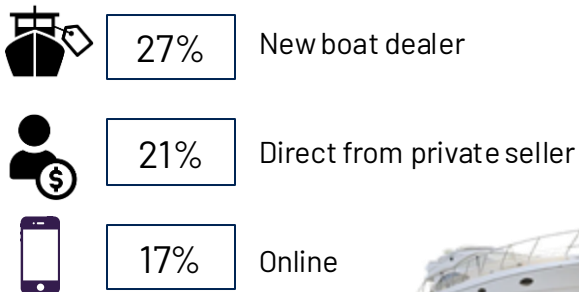 27% New boat dealer
$ 21% Direct from private seller
17% Online